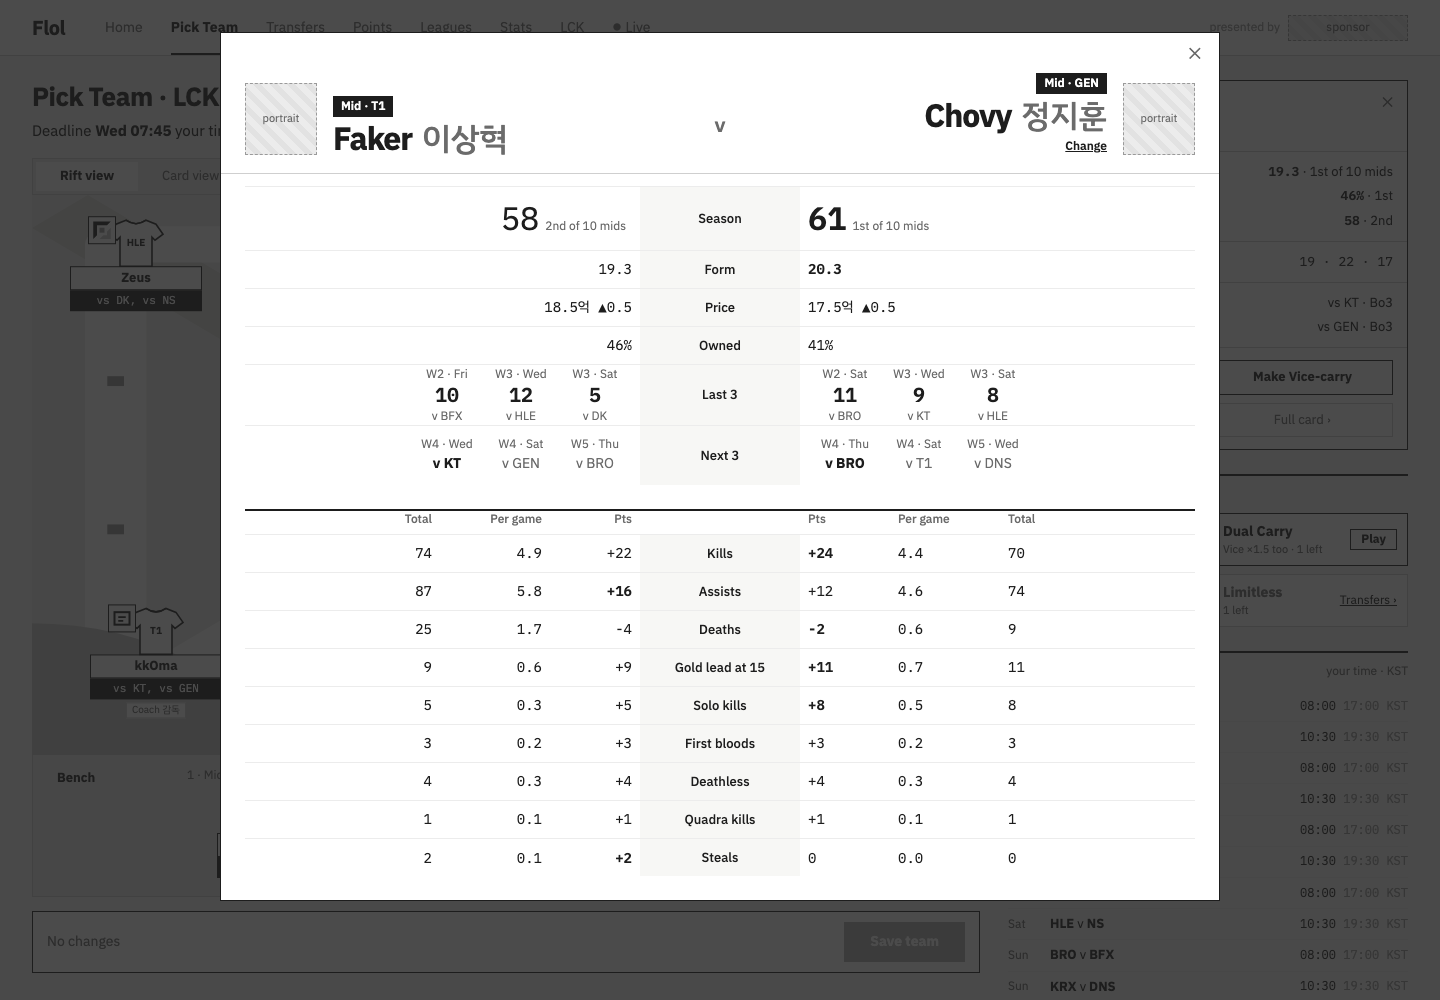 Flol Home Pick Team Transfers Points Leagues Stats LCK Live presented by sponsor
Pick Team · LCK
Deadline Wed 07:45 your
Rift view Card view
HLE
Zeus
vs DK, vs NS
T1
kkOma
vs KT, vs GEN
Coach 감독
Bench 1 · Mid
No changes Save team
portrait
Mid · T1
Faker 이상혁
v
Mid · GEN
Chovy 정지훈
Change
portrait
58 2nd of 10 mids Season 61 1st of 10 mids
19.3 Form 20.3
18.5억 ▲0.5 Price 17.5억 ▲0.5
46% Owned 41%
W2 · Fri W3 · Wed W3 · Sat W2 · Sat W3 · Wed W3 · Sat
10 12 5 Last 3 11 9 8
v BFX v HLE v DK v BRO v KT v HLE
W4 · Wed W4 · Sat W5 · Thu W4 · Thu W4 · Sat W5 · Wed
v KT v GEN v BRO Next 3 v BRO v T1 v DNS
Total Per game Pts Pts Per game Total
74 4.9 +22 Kills +24 4.4 70
87 5.8 +16 Assists +12 4.6 74
25 1.7 -4 Deaths -2 0.6 9
9 0.6 +9 Gold lead at 15 +11 0.7 11
5 0.3 +5 Solo kills +8 0.5 8
3 0.2 +3 First bloods +3 0.2 3
4 0.3 +4 Deathless +4 0.3 4
1 0.1 +1 Quadra kills +1 0.1 1
2 0.1 +2 Steals 0 0.0 0
19.3 · 1st of 10 mids
46% · 1st
58 · 2nd
19 · 22 · 17
vs KT · Bo3
vs GEN · Bo3
Make Vice-carry
Full card ›
Dual Carry
Vice ×1.5 too · 1 left
Play
Limitless
1 left
Transfers ›
your time · KST
08:00 17:00 KST
10:30 19:30 KST
08:00 17:00 KST
10:30 19:30 KST
08:00 17:00 KST
10:30 19:30 KST
08:00 17:00 KST
Sat HLE v NS 10:30 19:30 KST
Sun BRO v BFX 08:00 17:00 KST
Sun KRX v DNS 10:30 19:30 KST